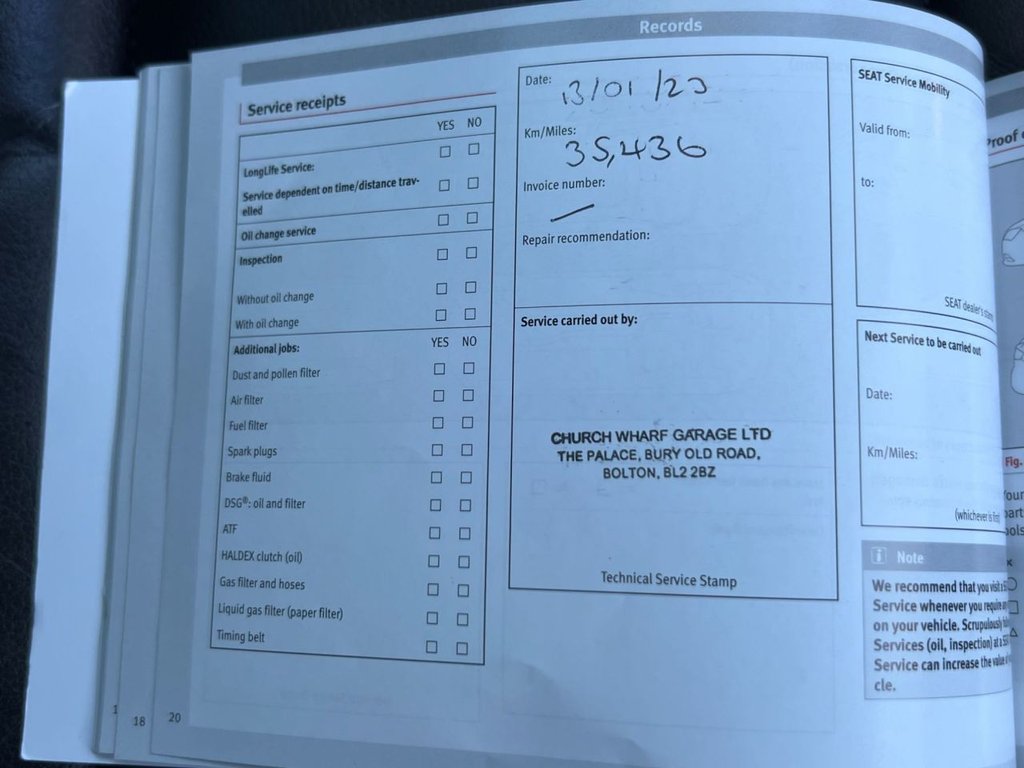 Records
Service receipts
YES NO
LongLife Service:
Service dependent on time/distance trav-
elled
Oil change service
Inspection
Without oil change
With oil change
Additional jobs: YES NO
Dust and pollen filter
Air filter
Fuel filter
Spark plugs
Brake fluid
DSG®: oil and filter
ATF
HALDEX clutch (oil)
Gas filter and hoses
Liquid gas filter (paper filter)
Timing belt
Date: 13/01/23
Km/Miles:
35,436
Invoice number:
Repair recommendation:
Service carried out by:
CHURCH WHARF GARAGE LTD
THE PALACE, BURY OLD ROAD,
BOLTON, BL2 2BZ
Technical Service Stamp
SEAT Service Mobility
Valid from:
to:
SEAT dealer's
Next Service to be carried out
Date:
Km/Miles:
(whichever is first)
i Note
We recommend that you visit a
Service whenever you require
on your vehicle. Scrupulously
Services (oil, inspection) at a
Service can increase the value
cle.
18
20
Fig.